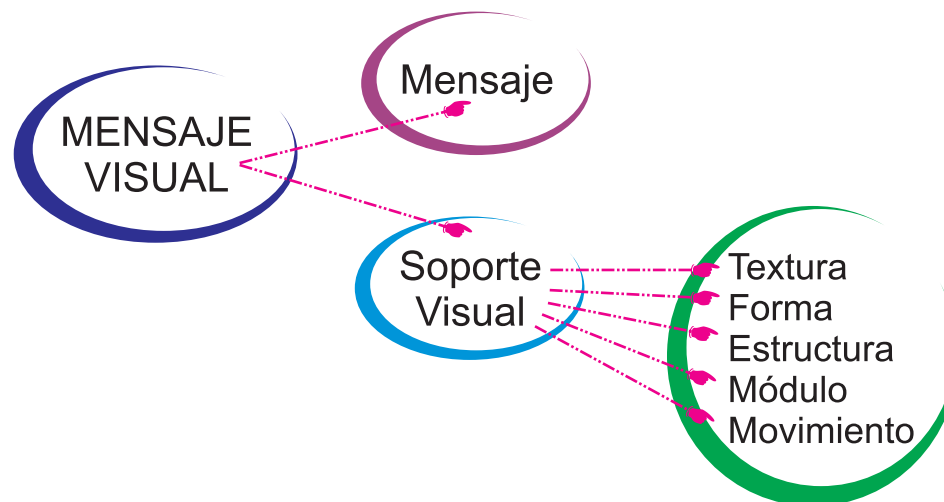 Mensaje
MENSAJE
VISUAL
Soporte
Visual
Textura
Forma
Estructura
Módulo
Movimiento